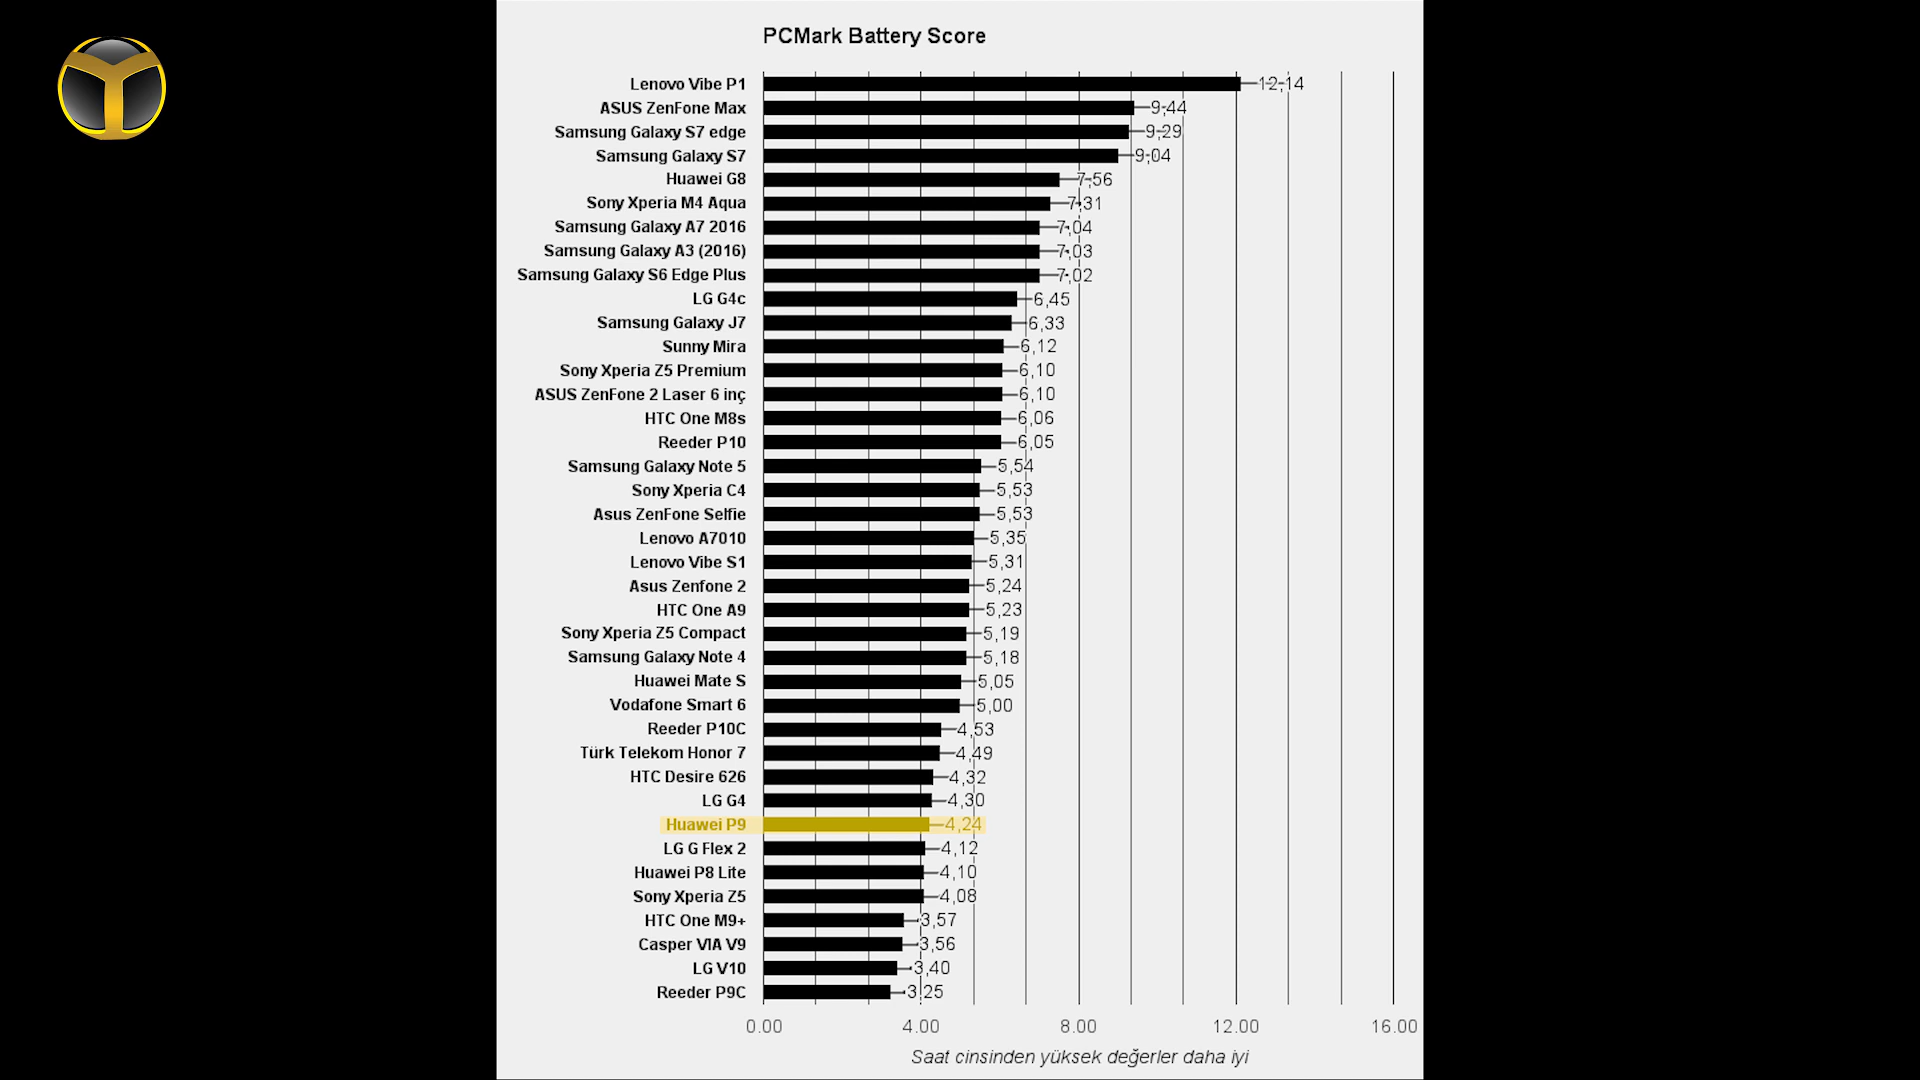 PCMark Battery Score
Lenovo Vibe P1 12,14
ASUS ZenFone Max 9,44
Samsung Galaxy S7 edge 9,29
Samsung Galaxy S7 9,04
Huawei G8 7,56
Sony Xperia M4 Aqua 7,31
Samsung Galaxy A7 2016 7,04
Samsung Galaxy A3 (2016) 7,03
Samsung Galaxy S6 Edge Plus 7,02
LG G4c 6,45
Samsung Galaxy J7 6,33
Sunny Mira 6,12
Sony Xperia Z5 Premium 6,10
ASUS ZenFone 2 Laser 6 inç 6,10
HTC One M8s 6,06
Reeder P10 6,05
Samsung Galaxy Note 5 5,54
Sony Xperia C4 5,53
Asus ZenFone Selfie 5,53
Lenovo A7010 5,35
Lenovo Vibe S1 5,31
Asus Zenfone 2 5,24
HTC One A9 5,23
Sony Xperia Z5 Compact 5,19
Samsung Galaxy Note 4 5,18
Huawei Mate S 5,05
Vodafone Smart 6 5,00
Reeder P10C 4,53
Türk Telekom Honor 7 4,49
HTC Desire 626 4,32
LG G4 4,30
Huawei P9 4,24
LG G Flex 2 4,12
Huawei P8 Lite 4,10
Sony Xperia Z5 4,08
HTC One M9+ 3,57
Casper VIA V9 3,56
LG V10 3,40
Reeder P9C 3,25
0.00 4.00 8.00 12.00 16.00
Saat cinsinden yüksek değerler daha iyi